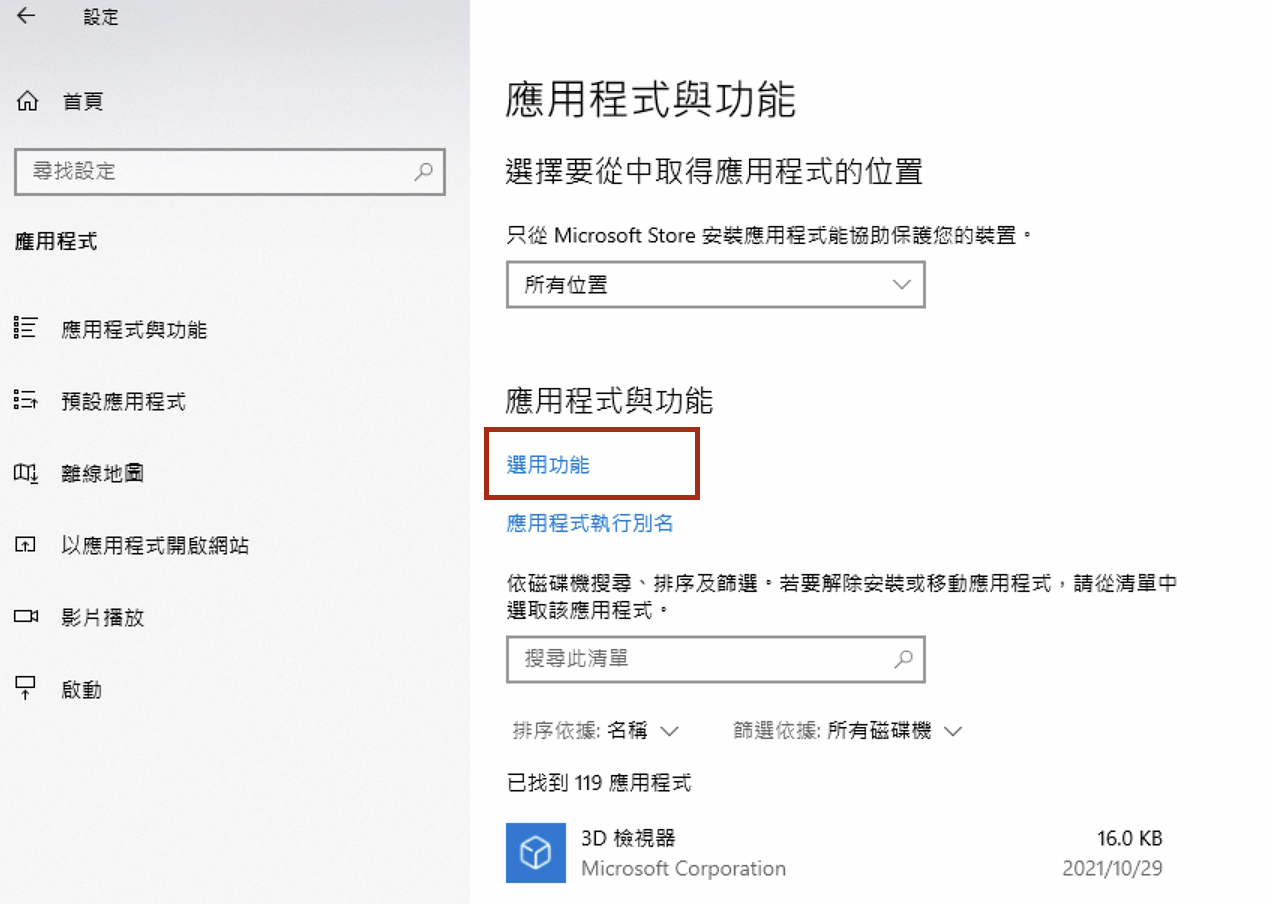 設定
首頁
尋找設定
應用程式
應用程式與功能
預設應用程式
離線地圖
以應用程式開啟網站
影片播放
啟動
應用程式與功能
選擇要從中取得應用程式的位置
只從 Microsoft Store 安裝應用程式能協助保護您的裝置。
所有位置
應用程式與功能
選用功能
應用程式執行別名
依磁碟機搜尋、排序及篩選。若要解除安裝或移動應用程式，請從清單中
選取該應用程式。
搜尋此清單
排序依據: 名稱 篩選依據: 所有磁碟機
已找到 119 應用程式
3D 檢視器 16.0 KB
Microsoft Corporation 2021/10/29